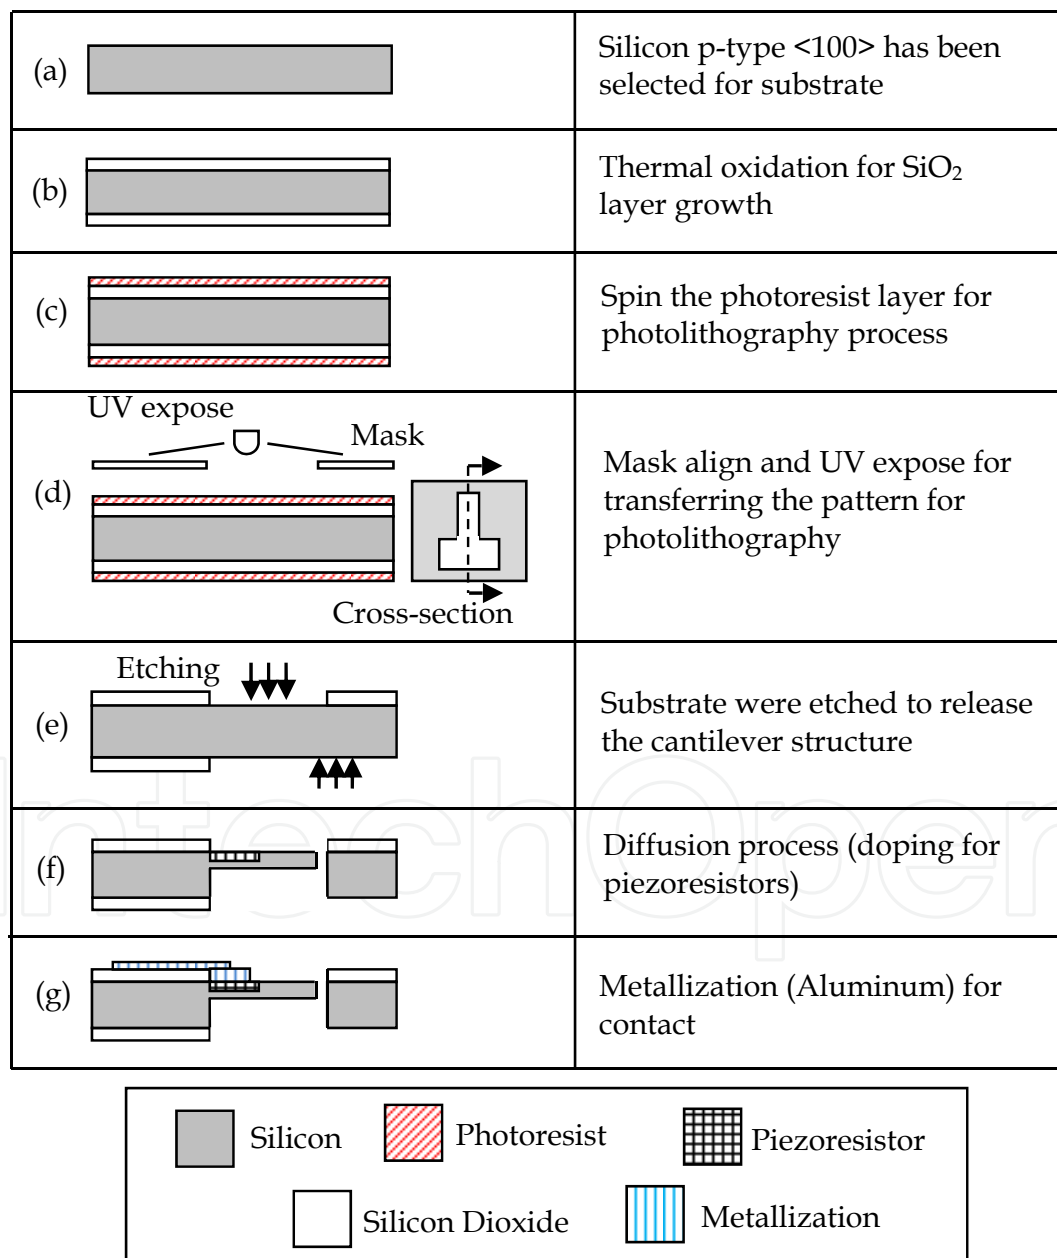 (a)
Silicon p-type <100> has been
selected for substrate
(b)
Thermal oxidation for SiO₂
layer growth
(c)
Spin the photoresist layer for
photolithography process
UV expose
Mask
(d)
Cross-section
Mask align and UV expose for
transferring the pattern for
photolithography
Etching
(e)
Substrate were etched to release
the cantilever structure
(f)
Diffusion process (doping for
piezoresistors)
(g)
Metallization (Aluminum) for
contact
IntechOpen
Silicon
Photoresist
Piezoresistor
Silicon Dioxide
Metallization